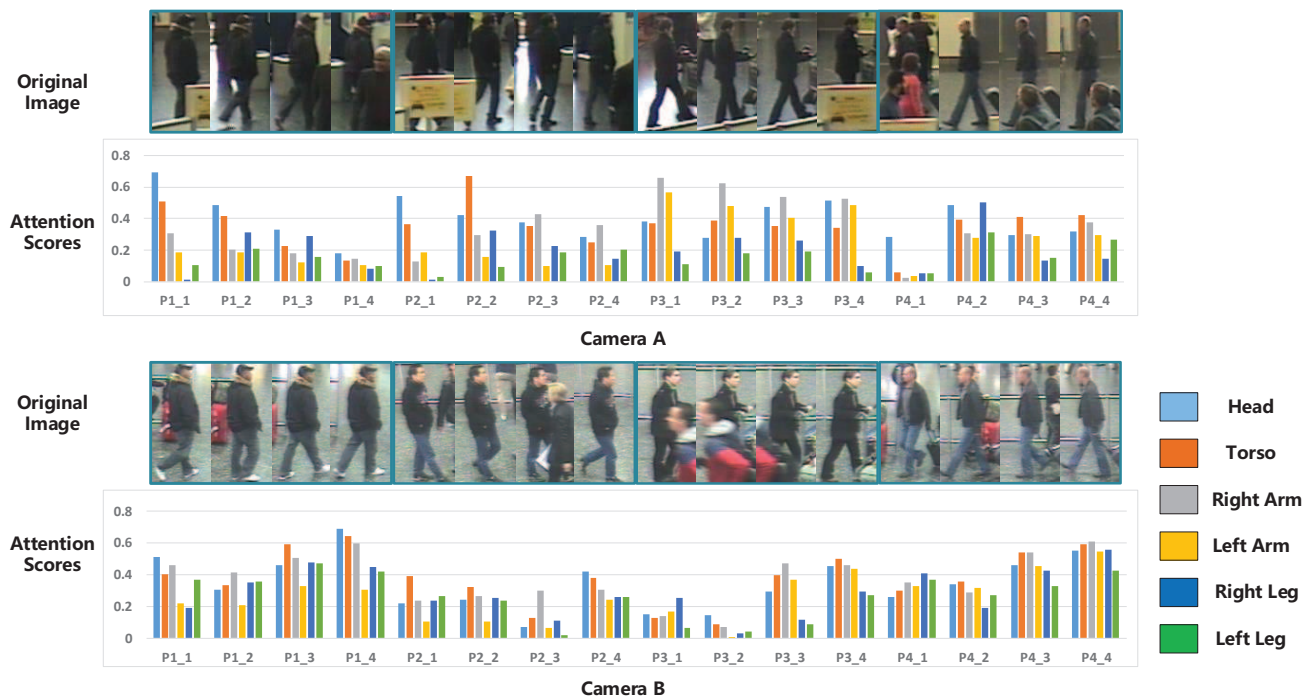 Original
Image
0.8
0.6
0.4
0.2
0
Attention
Scores
P1_1 P1_2 P1_3 P1_4 P2_1 P2_2 P2_3 P2_4 P3_1 P3_2 P3_3 P3_4 P4_1 P4_2 P4_3 P4_4
Camera A
Original
Image
0.8
0.6
0.4
0.2
0
Attention
Scores
P1_1 P1_2 P1_3 P1_4 P2_1 P2_2 P2_3 P2_4 P3_1 P3_2 P3_3 P3_4 P4_1 P4_2 P4_3 P4_4
Camera B
Head
Torso
Right Arm
Left Arm
Right Leg
Left Leg